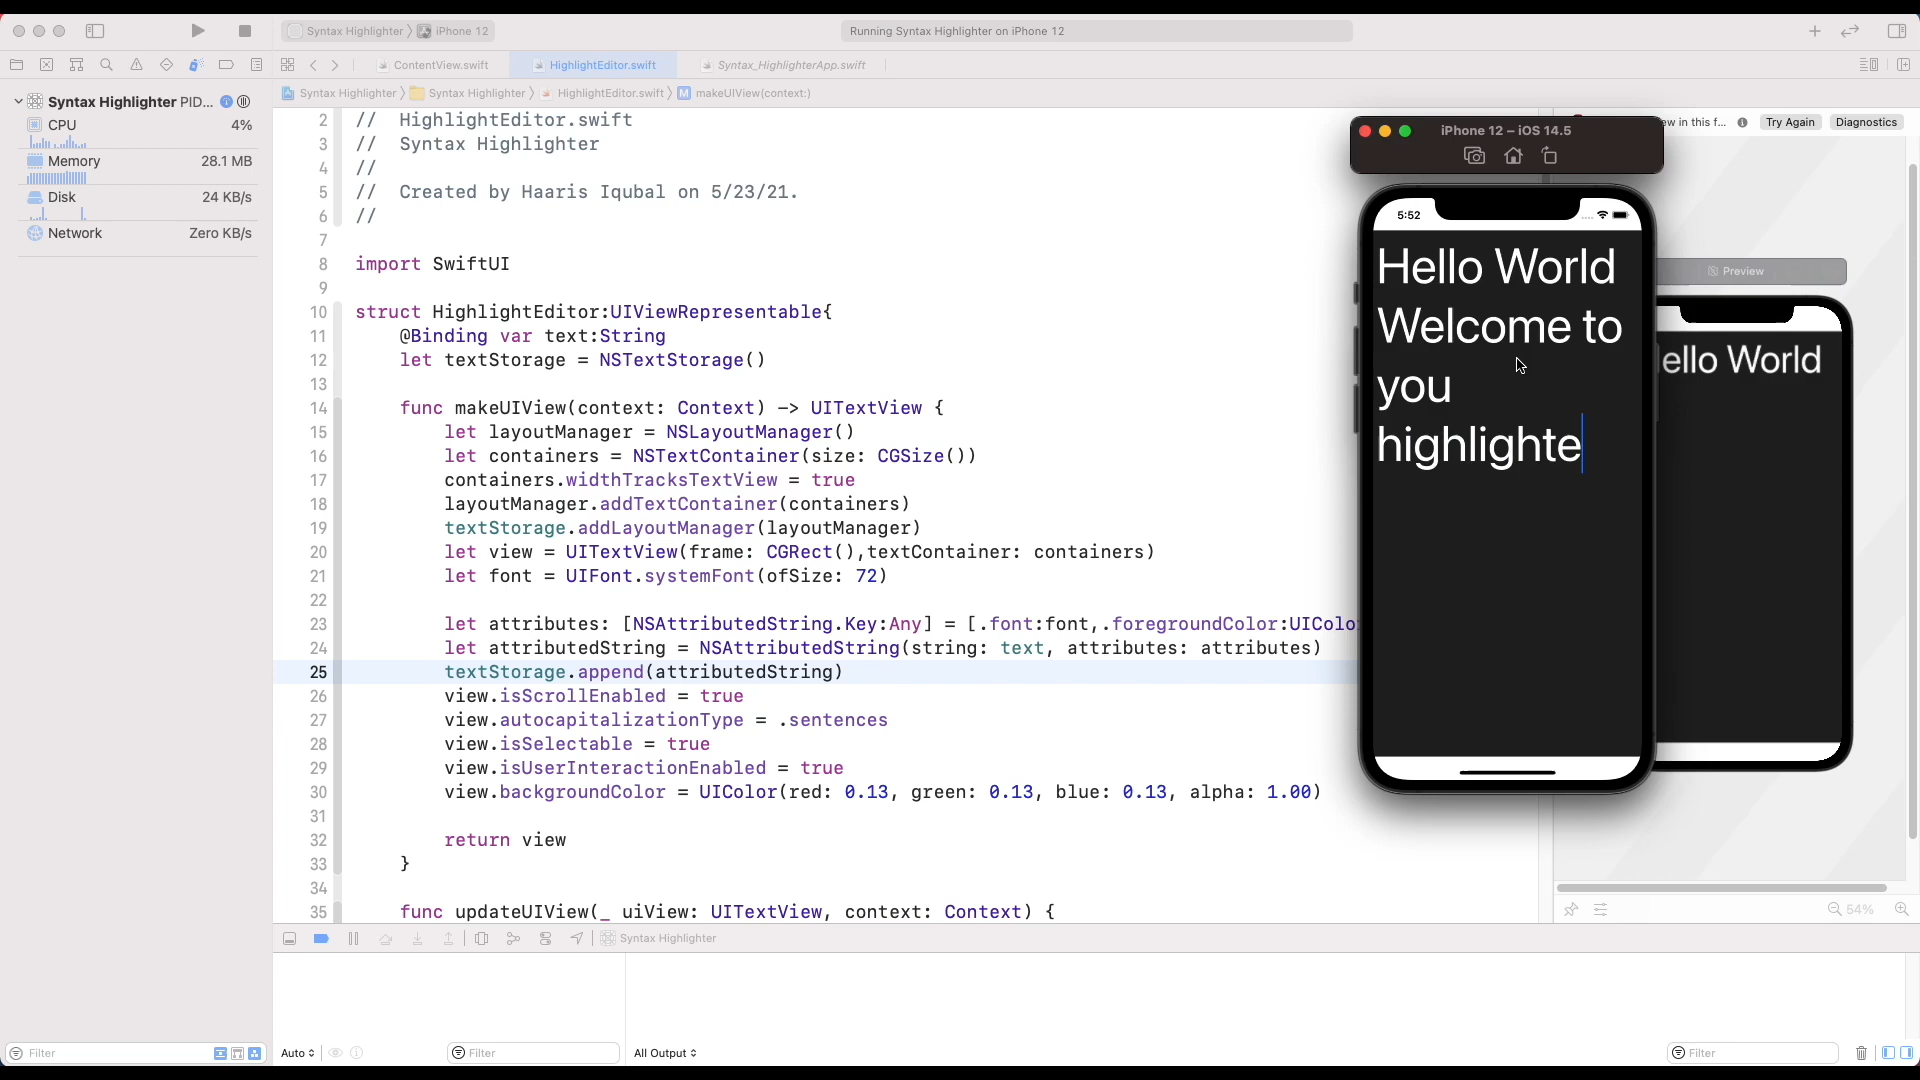 Syntax Highlighter
iPhone 12
Running Syntax Highlighter on iPhone 12
ContentView.swift
HighlightEditor.swift
Syntax_HighlighterApp.swift
Syntax Highlighter
Syntax Highlighter
HighlightEditor.swift
M
makeUIView(context:)
Syntax Highlighter PID...
CPU
4%
Memory
28.1 MB
Disk
24 KB/s
Network
Zero KB/s
2 // HighlightEditor.swift
3 // Syntax Highlighter
4 //
5 // Created by Haaris Iqubal on 5/23/21.
6 //
7
8 import SwiftUI
9
10 struct HighlightEditor:UIViewRepresentable{
11 @Binding var text:String
12 let textStorage = NSTextStorage()
13
14 func makeUIView(context: Context) -> UITextView {
15 let layoutManager = NSLayoutManager()
16 let containers = NSTextContainer(size: CGSize())
17 containers.widthTracksTextView = true
18 layoutManager.addTextContainer(containers)
19 textStorage.addLayoutManager(layoutManager)
20 let view = UITextView(frame: CGRect(),textContainer: containers)
21 let font = UIFont.systemFont(ofSize: 72)
22
23 let attributes: [NSAttributedString.Key:Any] = [.font:font,.foregroundColor:UIColo
24 let attributedString = NSAttributedString(string: text, attributes: attributes)
25 textStorage.append(attributedString)
26 view.isScrollEnabled = true
27 view.autocapitalizationType = .sentences
28 view.isSelectable = true
29 view.isUserInteractionEnabled = true
30 view.backgroundColor = UIColor(red: 0.13, green: 0.13, blue: 0.13, alpha: 1.00)
31
32 return view
33 }
34
35 func updateUIView(_ uiView: UITextView, context: Context) {
iPhone 12 – iOS 14.5
5:52
Hello World
Welcome to
you
highlighte
ew in this f...
Try Again
Diagnostics
Preview
ello World
54%
Syntax Highlighter
Filter
Auto
Filter
All Output
Filter